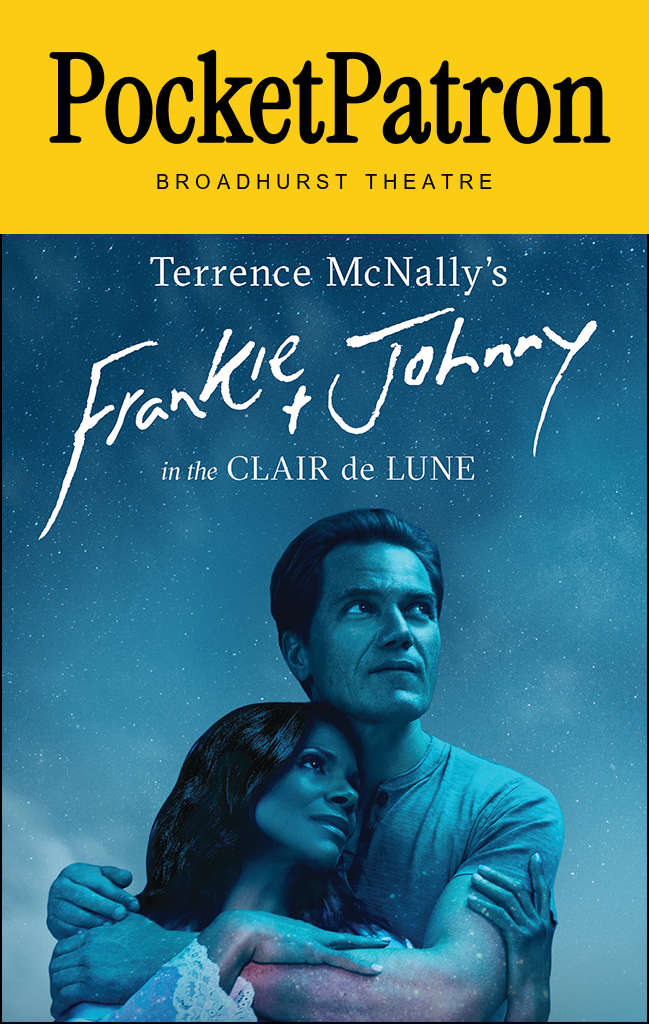 PocketPatron
BROADHURST THEATRE
Terrence McNally’s
Frankie + Johnny
in the CLAIR de LUNE